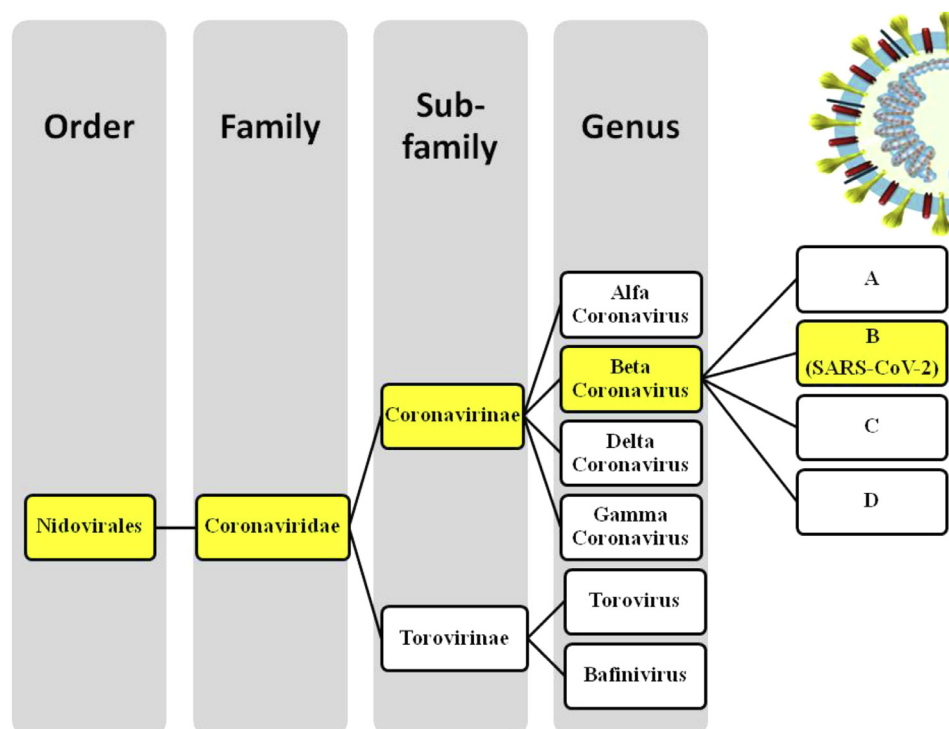 Order
Family
Sub-
family
Genus
Alfa
Coronavirus
Beta
Coronavirus
Delta
Coronavirus
Gamma
Coronavirus
Torovirus
Bafinivirus
Coronavirinae
Torovirinae
Nidovirales
Coronaviridae
A
B
(SARS-CoV-2)
C
D